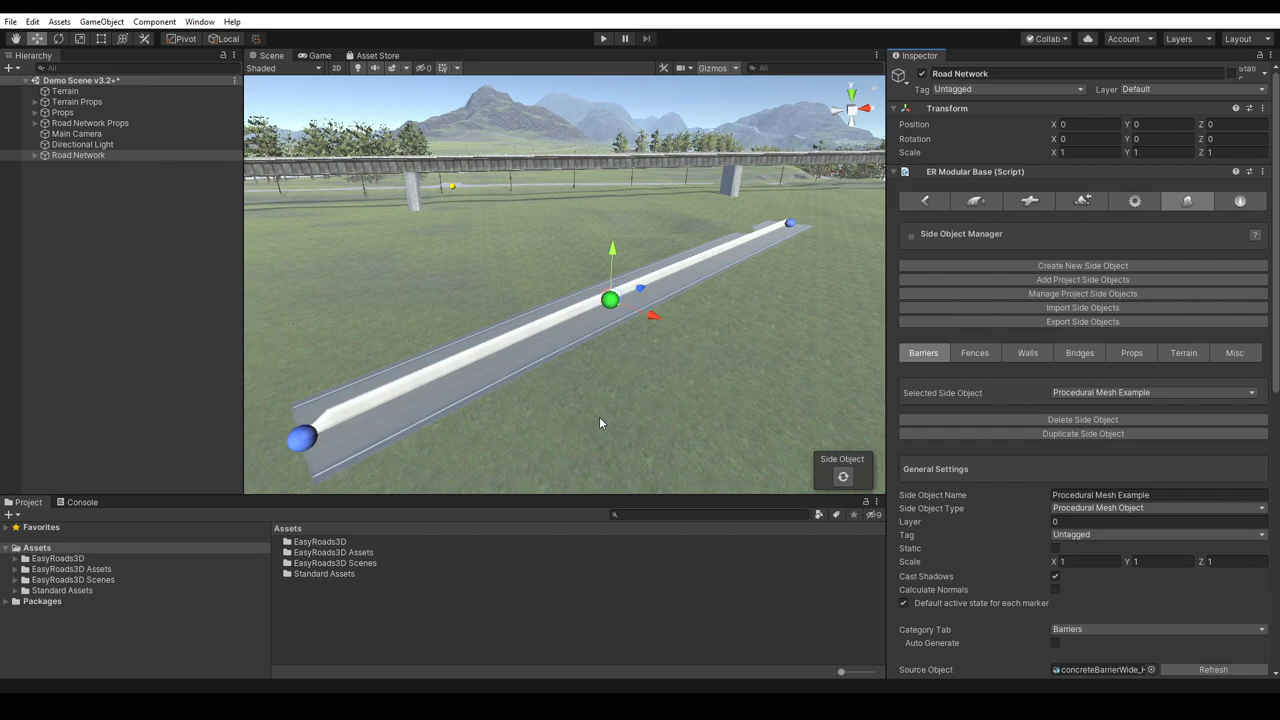 File Edit Assets GameObject Component Window Help
Pivot Local Collab Account Layers Layout
Hierarchy
All
Demo Scene v3.2+*
Terrain
Terrain Props
Props
Road Network Props
Main Camera
Directional Light
Road Network
Scene Game Asset Store
Shaded 2D 0 Gizmos All
y
Side Object
Project Console
Favorites
Assets
EasyRoads3D
EasyRoads3D Assets
EasyRoads3D Scenes
Standard Assets
Packages
9
Assets
EasyRoads3D
EasyRoads3D Assets
EasyRoads3D Scenes
Standard Assets
Inspector
Road Network Stati
Tag Untagged Layer Default
Transform
Position X 0 Y 0 Z 0
Rotation X 0 Y 0 Z 0
Scale X 1 Y 1 Z 1
ER Modular Base (Script)
Side Object Manager ?
Create New Side Object
Add Project Side Objects
Manage Project Side Objects
Import Side Objects
Export Side Objects
Barriers Fences Walls Bridges Props Terrain Misc
Selected Side Object Procedural Mesh Example
Delete Side Object
Duplicate Side Object
General Settings
Side Object Name Procedural Mesh Example
Side Object Type Procedural Mesh Object
Layer 0
Tag Untagged
Static
Scale X 1 Y 1 Z 1
Cast Shadows
Calculate Normals
Default active state for each marker
Category Tab Barriers
Auto Generate
Source Object concreteBarrierWide_H Refresh